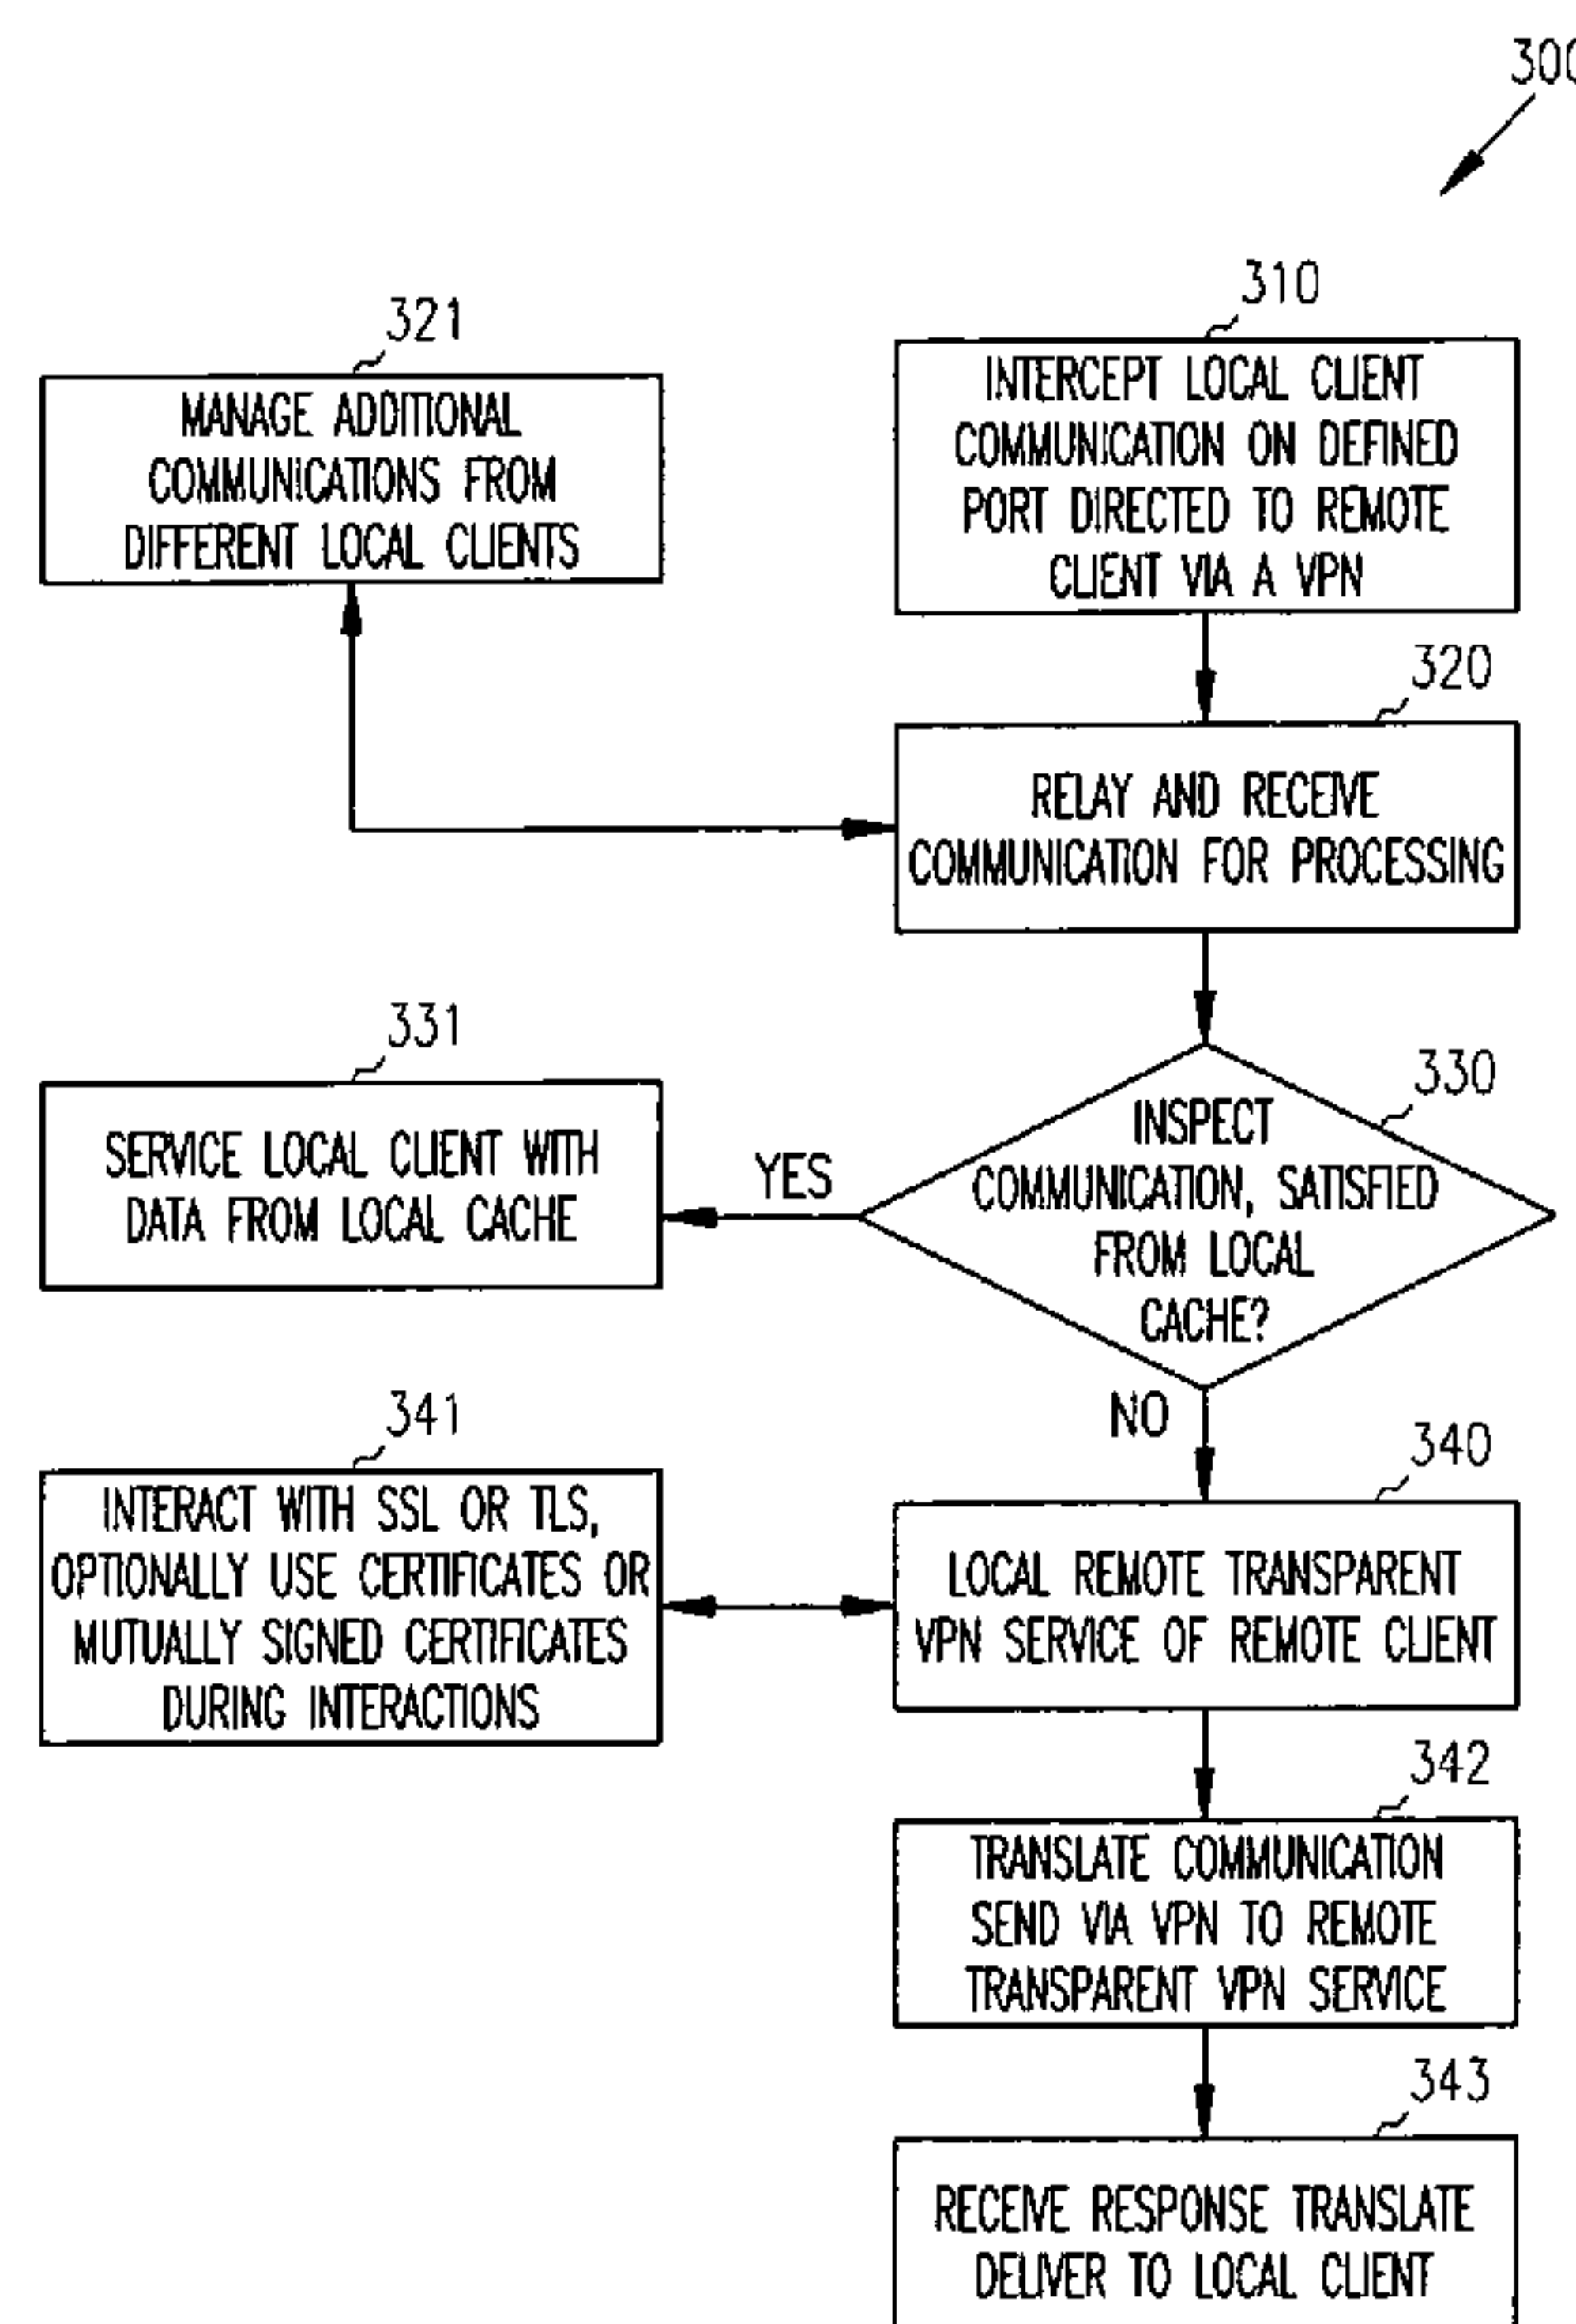 300
310
INTERCEPT LOCAL CLIENT
COMMUNICATION ON DEFINED
PORT DIRECTED TO REMOTE
CLIENT VIA A VPN
321
MANAGE ADDITIONAL
COMMUNICATIONS FROM
DIFFERENT LOCAL CLIENTS
320
RELAY AND RECEIVE
COMMUNICATION FOR PROCESSING
330
INSPECT
COMMUNICATION, SATISFIED
FROM LOCAL
CACHE?
YES
331
SERVICE LOCAL CLIENT WITH
DATA FROM LOCAL CACHE
NO
340
LOCAL REMOTE TRANSPARENT
VPN SERVICE OF REMOTE CLIENT
341
INTERACT WITH SSL OR TLS,
OPTIONALLY USE CERTIFICATES OR
MUTUALLY SIGNED CERTIFICATES
DURING INTERACTIONS
342
TRANSLATE COMMUNICATION
SEND VIA VPN TO REMOTE
TRANSPARENT VPN SERVICE
343
RECEIVE RESPONSE TRANSLATE
DELIVER TO LOCAL CLIENT